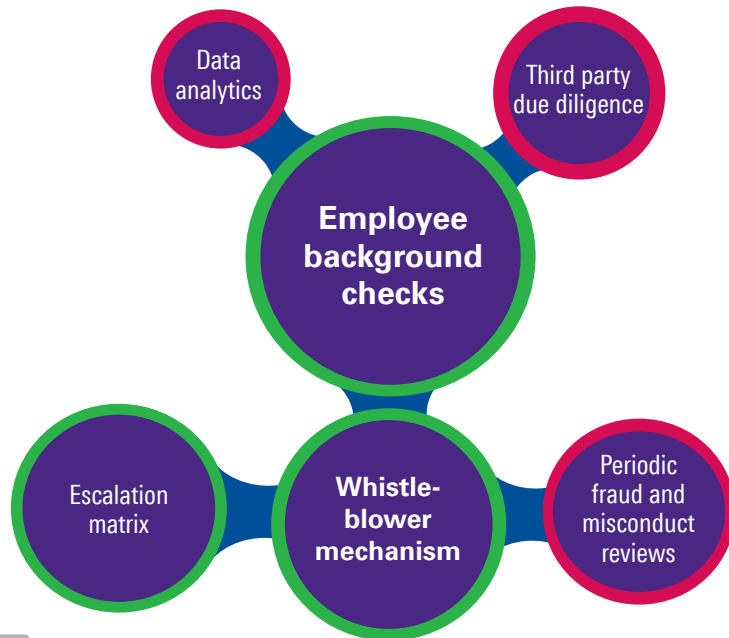 Data
analytics
Third party
due diligence
Employee
background
checks
Escalation
matrix
Whistle-
blower
mechanism
Periodic
fraud and
misconduct
reviews